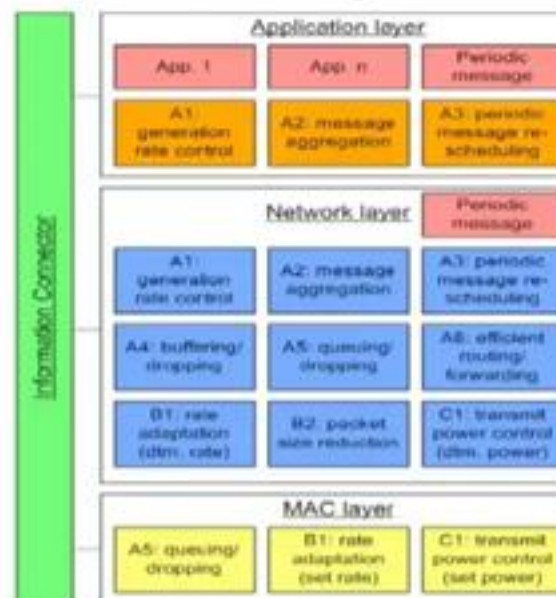 Information Connector
Application layer
App. 1
App. n
Periodic
message
A1:
generation
rate control
A2: message
aggregation
A3: periodic
message re-
scheduling
Network layer
Periodic
message
A1:
generation
rate control
A2: message
aggregation
A3: periodic
message re-
scheduling
A4: buffering/
dropping
A5: queuing/
dropping
A6: efficient
routing/
forwarding
B1: rate
adaptation
(dtm. rate)
B2: packet
size reduction
C1: transmit
power control
(dtm. power)
MAC layer
A5: queuing/
dropping
B1: rate
adaptation
(set rate)
C1: transmit
power control
(set power)